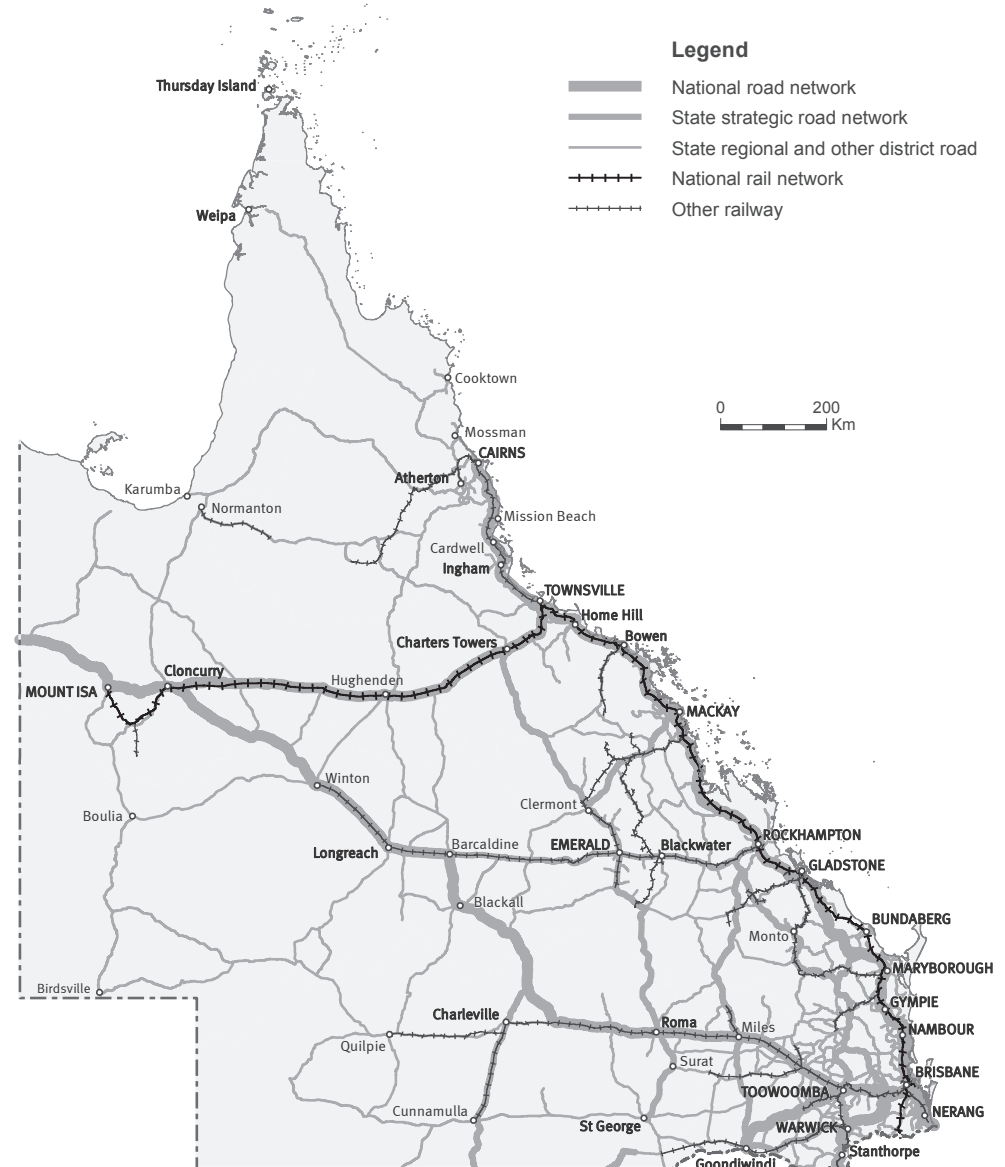 Legend
National road network
State strategic road network
State regional and other district road
National rail network
Other railway
0 200
Km
Thursday Island
Weipa
Cooktown
Mossman
CAIRNS
Atherton
Karumba
Normanton
Mission Beach
Cardwell
Ingham
TOWNSVILLE
Home Hill
Bowen
Charters Towers
Cloncurry
Hughenden
MOUNT ISA
MACKAY
Winton
Clermont
Boulia
ROCKHAMPTON
Longreach
Barcaldine
EMERALD
Blackwater
GLADSTONE
Blackall
BUNDABERG
Monto
MARYBOROUGH
Birdsville
GYMPIE
Charleville
Roma
Miles
NAMBOUR
Quilpie
Surat
BRISBANE
TOOWOOMBA
Cunnamulla
NERANG
St George
WARWICK
Stanthorpe
Goondiwindi